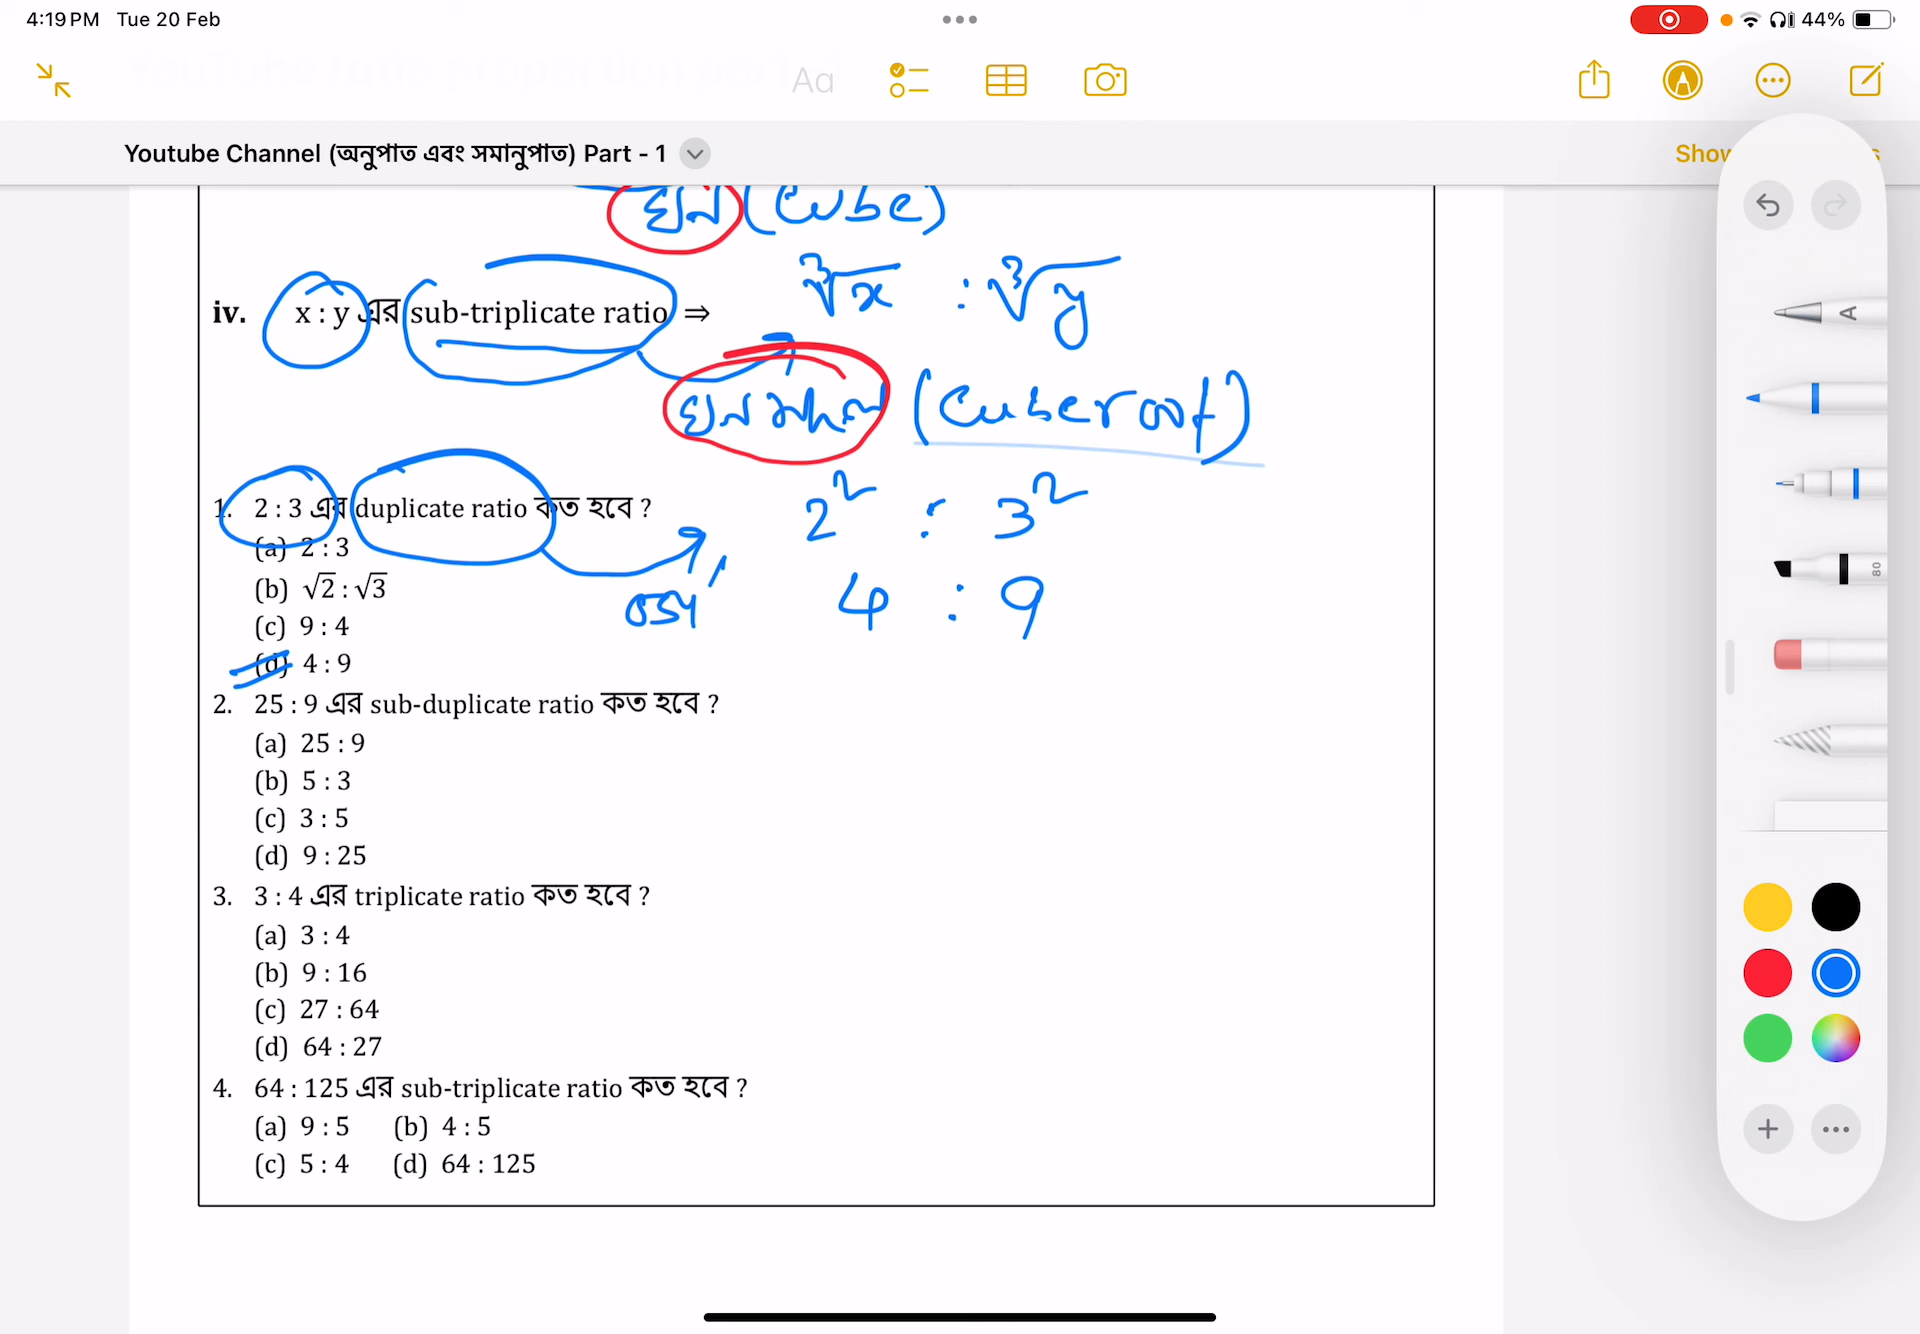 4:19 PM Tue 20 Feb
44%
Aa
Youtube Channel (অনুপাত এবং সমানুপাত) Part - 1
Show
ঘন (Cube)
iv. x : y এর sub-triplicate ratio ⇒ ∛x : ∛y
ঘনমূল (Cuberoot)
1. 2 : 3 এর duplicate ratio কত হবে ? 2² : 3²
(a) 2 : 3
(b) √2 : √3
4 : 9
(c) 9 : 4
(d) 4 : 9
2. 25 : 9 এর sub-duplicate ratio কত হবে ?
(a) 25 : 9
(b) 5 : 3
(c) 3 : 5
(d) 9 : 25
3. 3 : 4 এর triplicate ratio কত হবে ?
(a) 3 : 4
(b) 9 : 16
(c) 27 : 64
(d) 64 : 27
4. 64 : 125 এর sub-triplicate ratio কত হবে ?
(a) 9 : 5 (b) 4 : 5
(c) 5 : 4 (d) 64 : 125
A
80